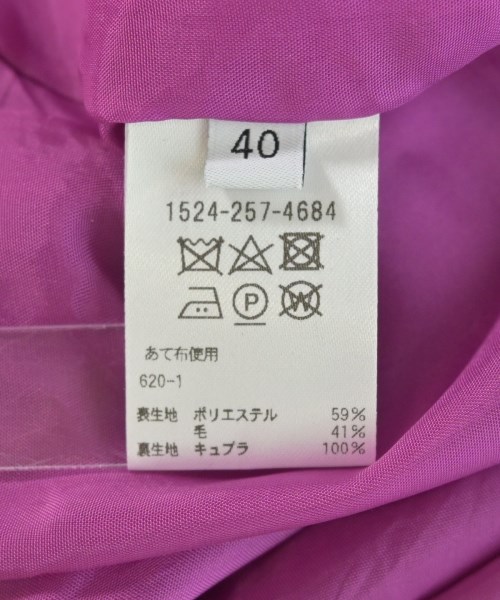 40
1524-257-4684
P W
あて布使用
620-1
表生地 ポリエステル 59%
毛 41%
裏生地 キュプラ 100%